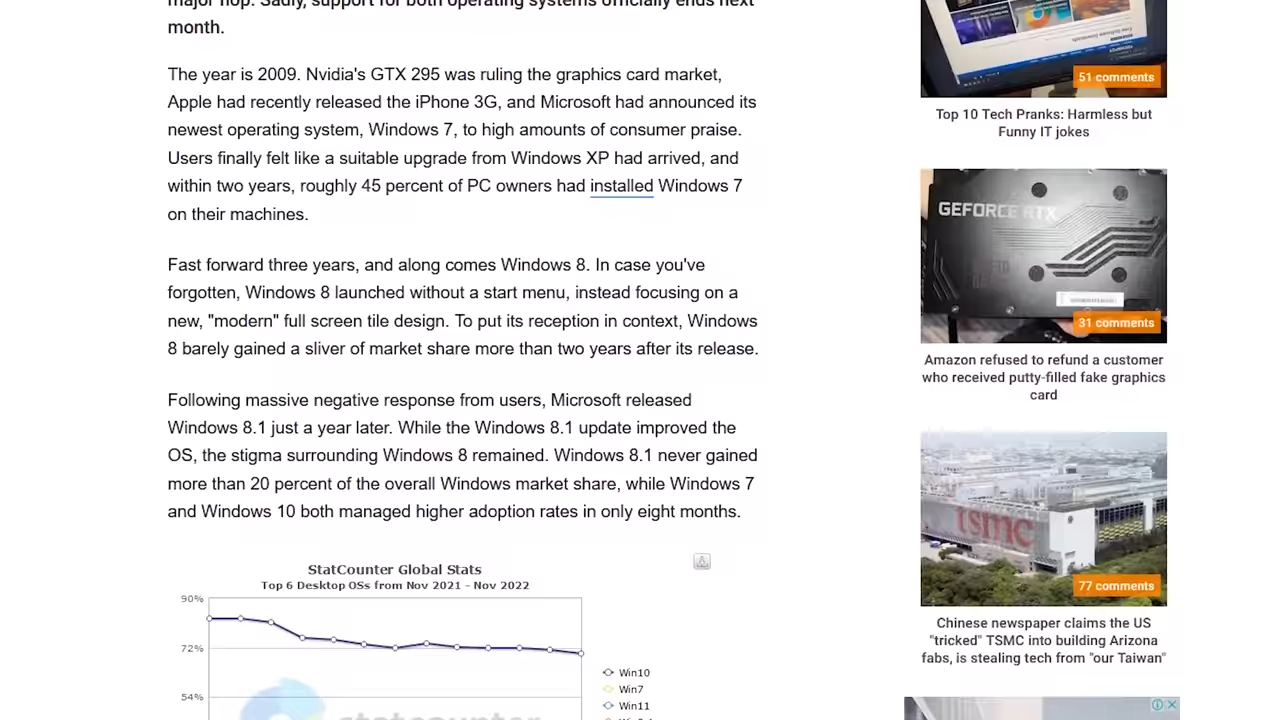 major flop. Sadly, support for both operating systems officially ends next
month.
The year is 2009. Nvidia's GTX 295 was ruling the graphics card market,
Apple had recently released the iPhone 3G, and Microsoft had announced its
newest operating system, Windows 7, to high amounts of consumer praise.
Users finally felt like a suitable upgrade from Windows XP had arrived, and
within two years, roughly 45 percent of PC owners had installed Windows 7
on their machines.
Fast forward three years, and along comes Windows 8. In case you've
forgotten, Windows 8 launched without a start menu, instead focusing on a
new, "modern" full screen tile design. To put its reception in context, Windows
8 barely gained a sliver of market share more than two years after its release.
Following massive negative response from users, Microsoft released
Windows 8.1 just a year later. While the Windows 8.1 update improved the
OS, the stigma surrounding Windows 8 remained. Windows 8.1 never gained
more than 20 percent of the overall Windows market share, while Windows 7
and Windows 10 both managed higher adoption rates in only eight months.
StatCounter Global Stats
Top 6 Desktop OSs from Nov 2021 - Nov 2022
90%
72%
54%
Win10
Win7
Win11
statcounter
51 comments
Top 10 Tech Pranks: Harmless but
Funny IT jokes
GEFORCE RTX
31 comments
Amazon refused to refund a customer
who received putty-filled fake graphics
card
tsmc
77 comments
Chinese newspaper claims the US
"tricked" TSMC into building Arizona
fabs, is stealing tech from "our Taiwan"